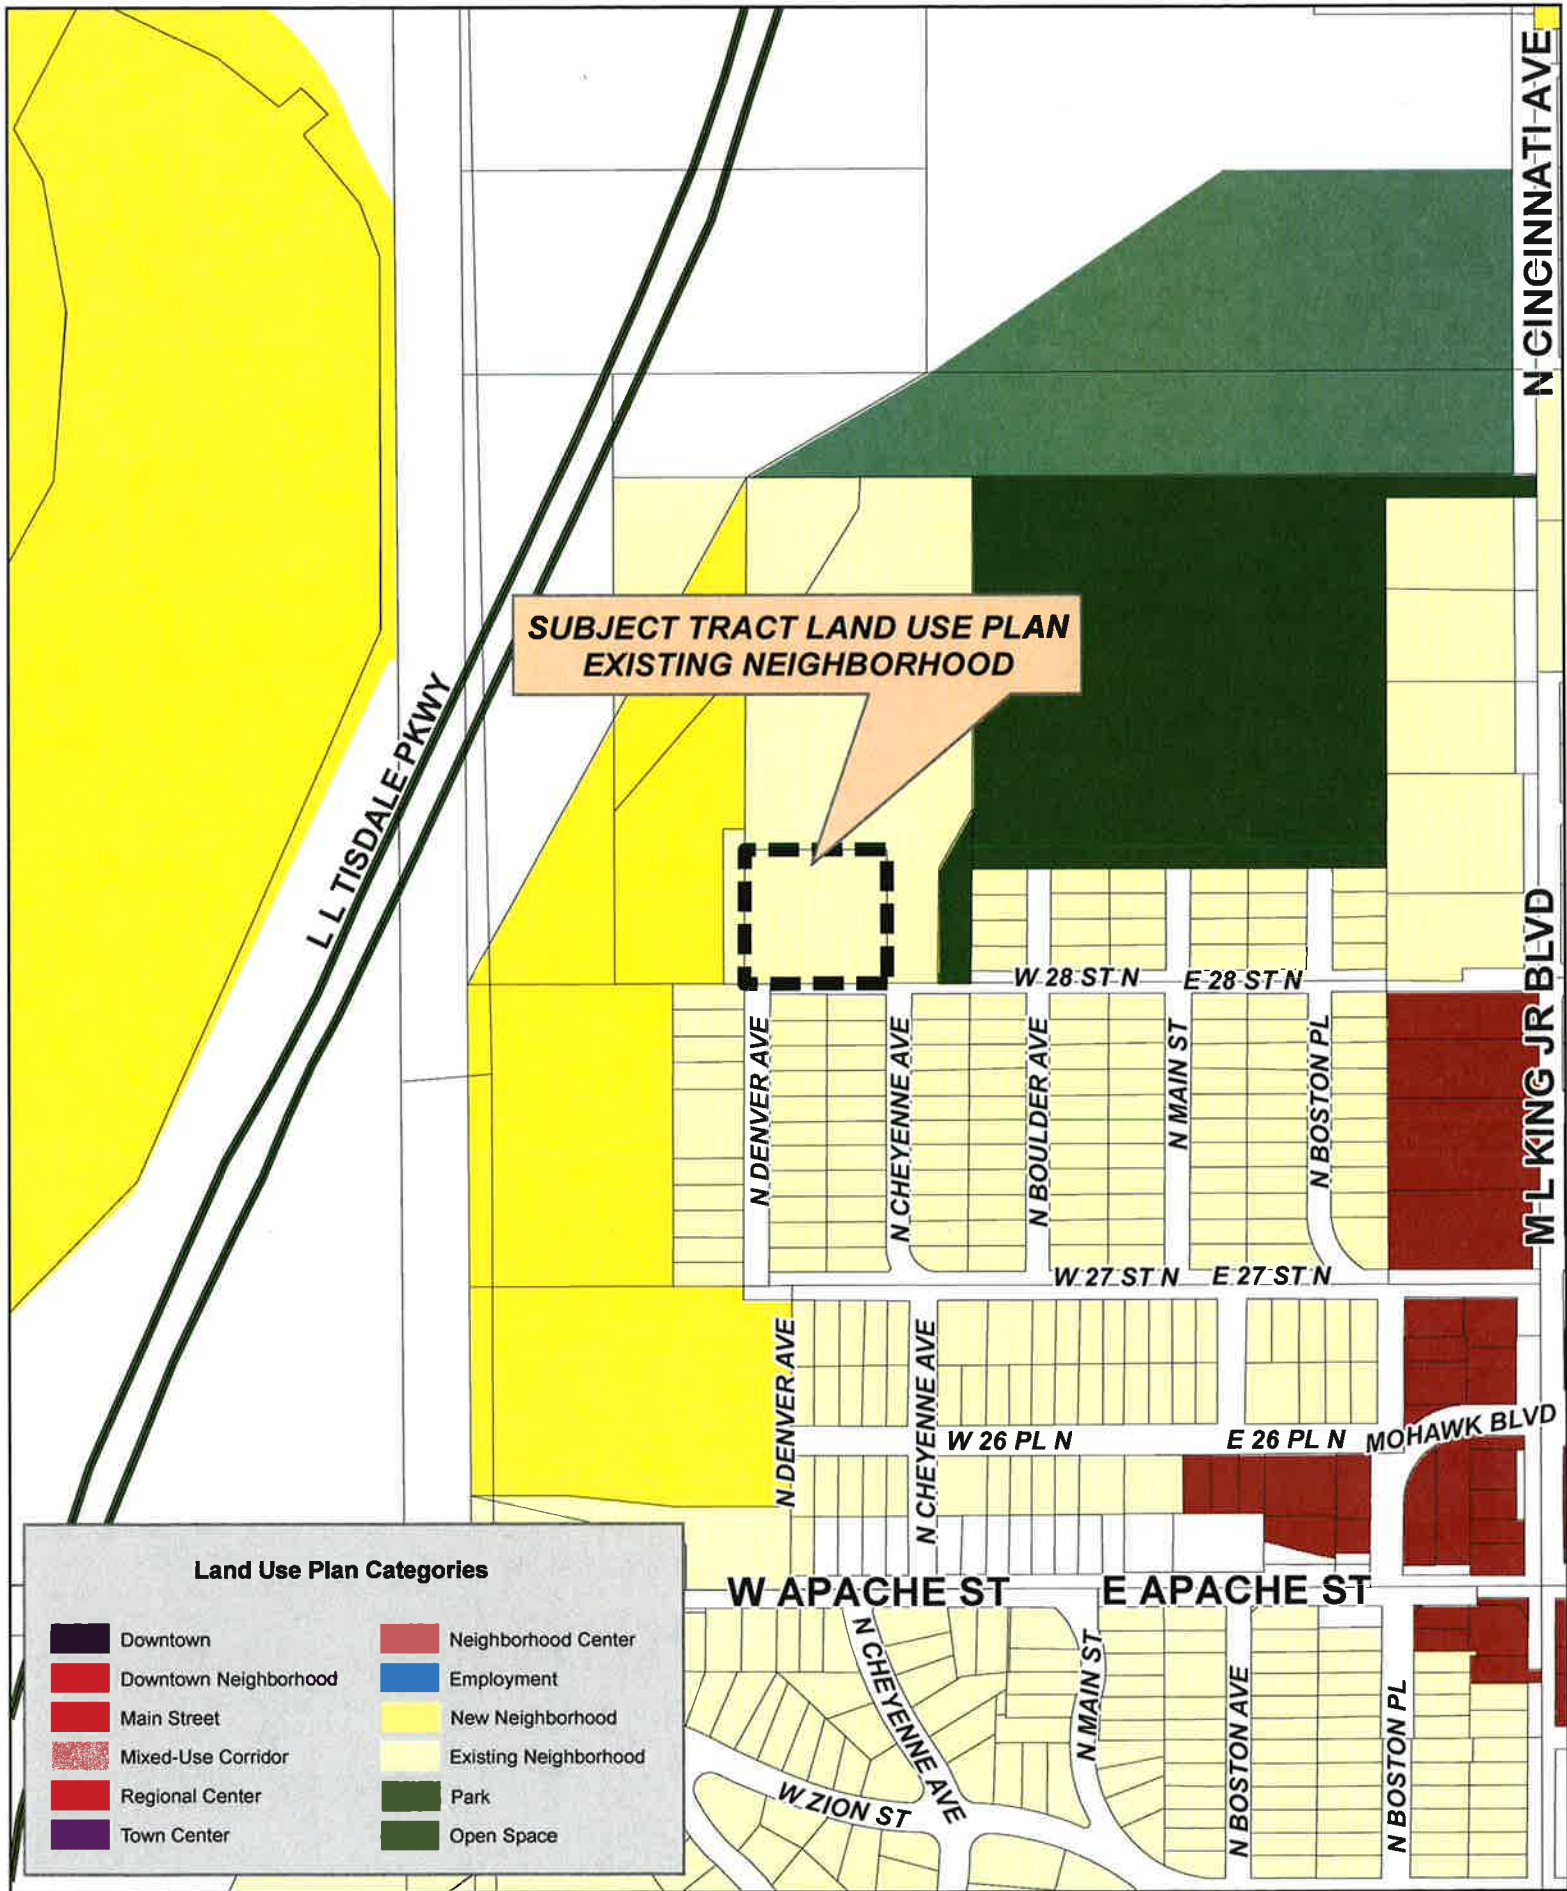 N CINCINNATI AVE
SUBJECT TRACT LAND USE PLAN
EXISTING NEIGHBORHOOD
L L TISDALE PKWY
W 28 ST N
E 28 ST N
M L KING JR BLVD
N DENVER AVE
N CHEYENNE AVE
N BOULDER AVE
N MAIN ST
N BOSTON PL
W 27 ST N
E 27 ST N
N DENVER AVE
N CHEYENNE AVE
W 26 PL N
E 26 PL N
MOHAWK BLVD
W APACHE ST
E APACHE ST
N CHEYENNE AVE
N MAIN ST
N BOSTON AVE
N BOSTON PL
W ZION ST
Land Use Plan Categories
Downtown
Downtown Neighborhood
Main Street
Mixed-Use Corridor
Regional Center
Town Center
Neighborhood Center
Employment
New Neighborhood
Existing Neighborhood
Park
Open Space